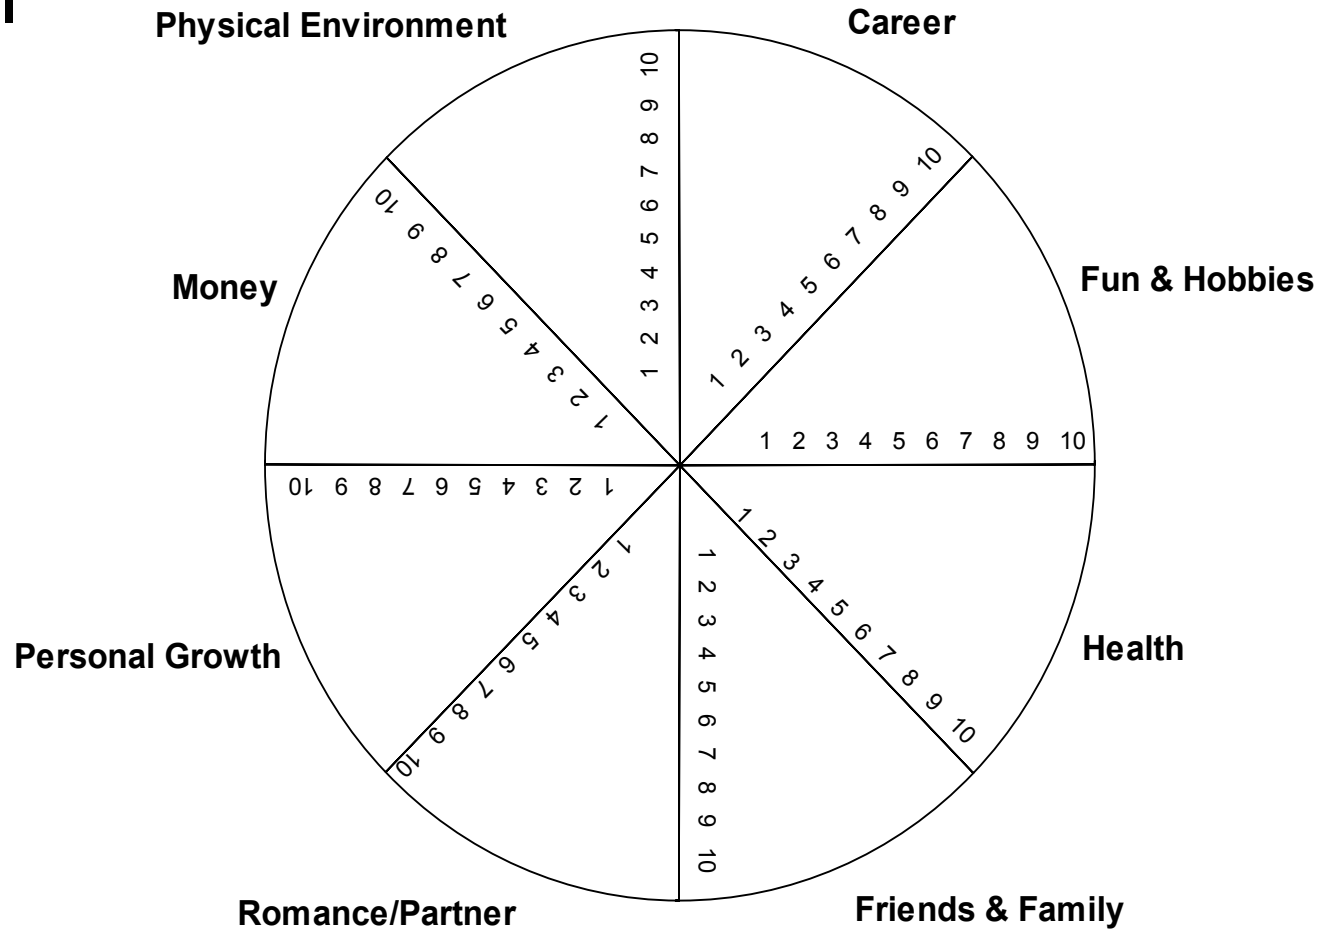 Physical Environment
Career
10 9 8 7 6 5 4 3 2 1
1 2 3 4 5 6 7 8 9 10
10 9 8 7 6 5 4 3 2 1
Money
Fun & Hobbies
1 2 3 4 5 6 7 8 9 10
10 9 8 7 6 5 4 3 2 1
1 2 3 4 5 6 7 8 9 10
1 2 3 4 5 6 7 8 9 10
1 2 3 4 5 6 7 8 9 10
Personal Growth
Health
Romance/Partner
Friends & Family